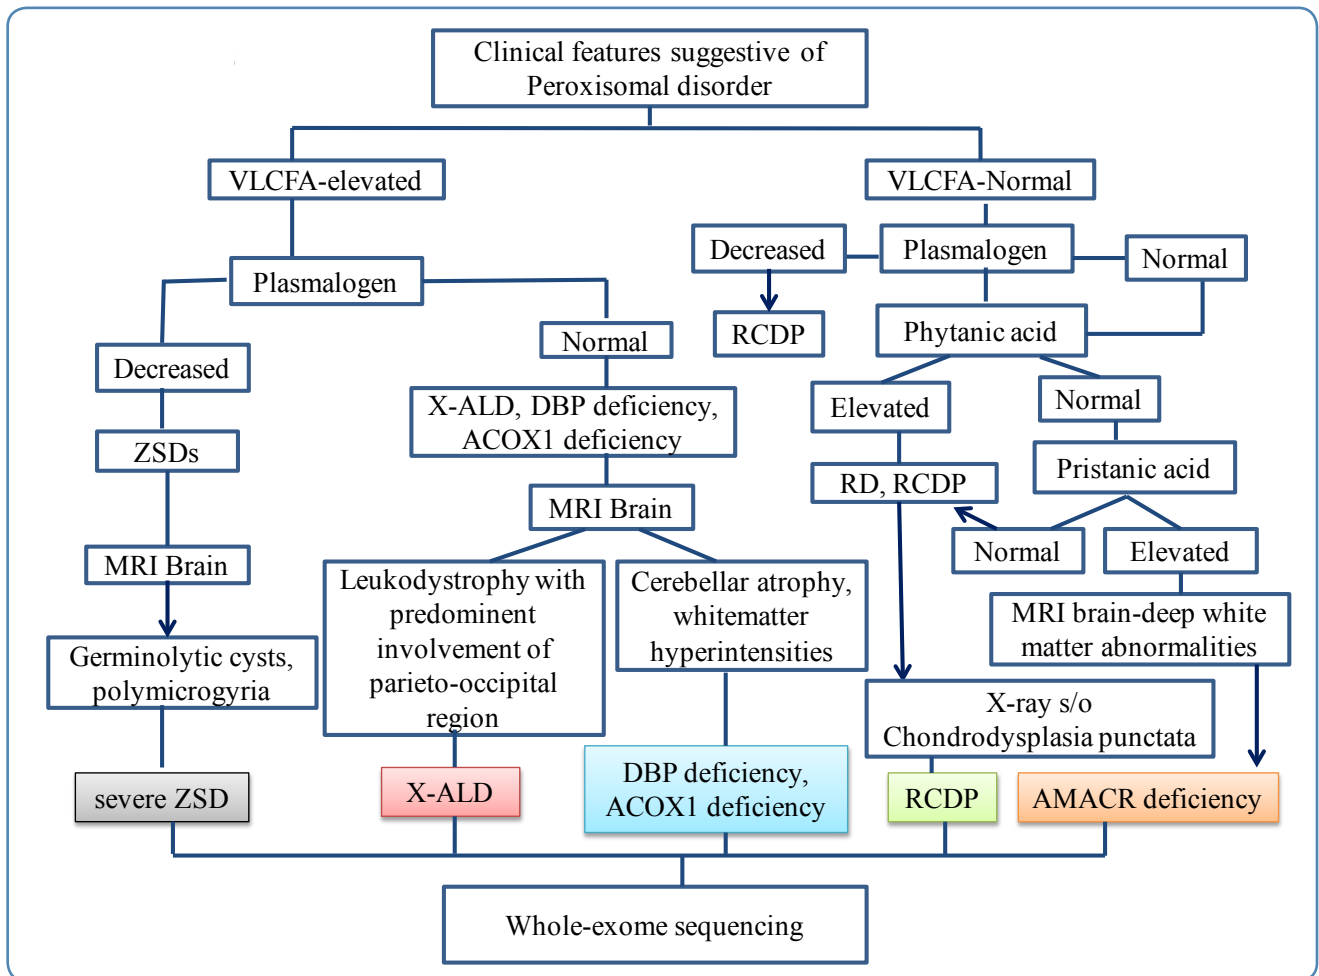 Clinical features suggestive of
Peroxisomal disorder
VLCFA-elevated
VLCFA-Normal
Plasmalogen
Decreased
Plasmalogen
Normal
Decreased
Normal
RCDP
Phytanic acid
ZSDs
X-ALD, DBP deficiency,
ACOX1 deficiency
Elevated
Normal
MRI Brain
MRI Brain
RD, RCDP
Pristanic acid
Normal
Elevated
Germinolytic cysts,
polymicrogyria
Leukodystrophy with
predominent
involvement of
parieto-occipital
region
Cerebellar atrophy,
whitematter
hyperintensities
MRI brain-deep white
matter abnormalities
X-ray s/o
Chondrodysplasia punctata
severe ZSD
X-ALD
DBP deficiency,
ACOX1 deficiency
RCDP
AMACR deficiency
Whole-exome sequencing